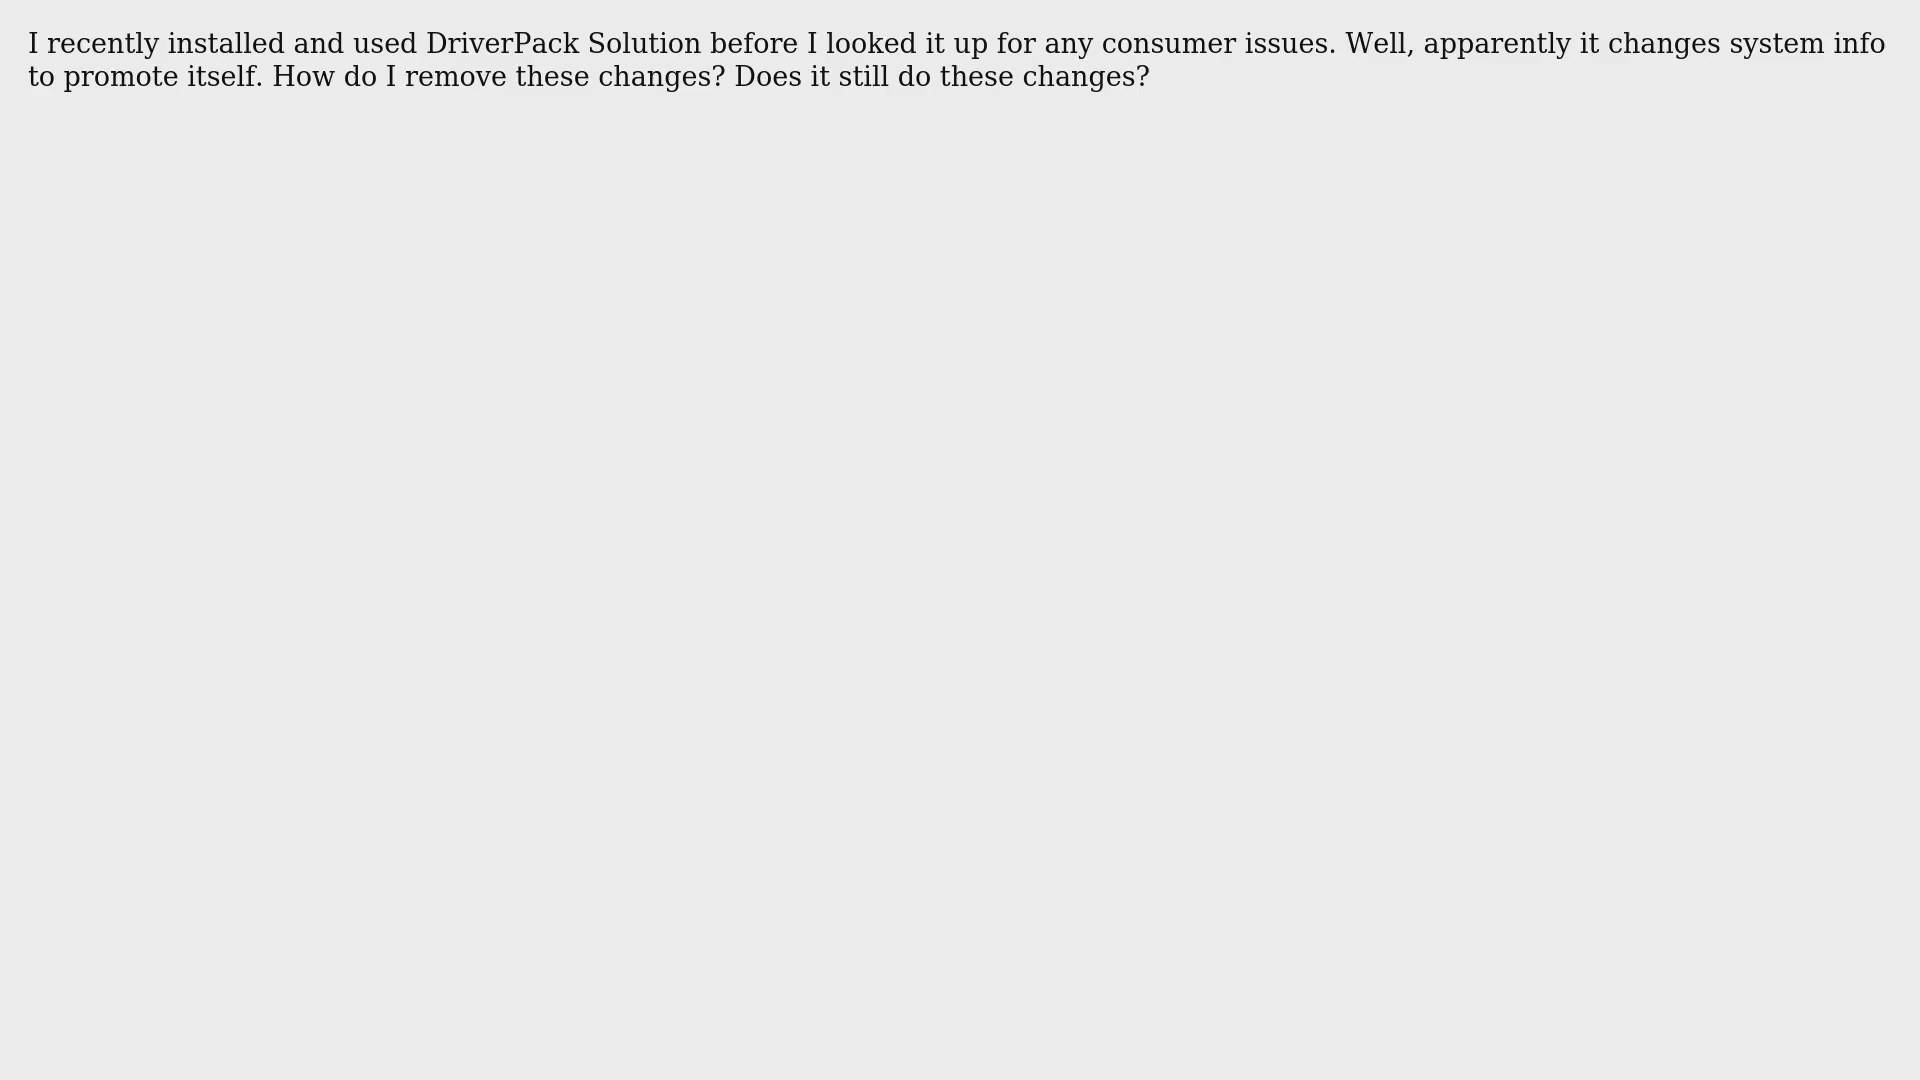 I recently installed and used DriverPack Solution before I looked it up for any consumer issues. Well, apparently it changes system info
to promote itself. How do I remove these changes? Does it still do these changes?